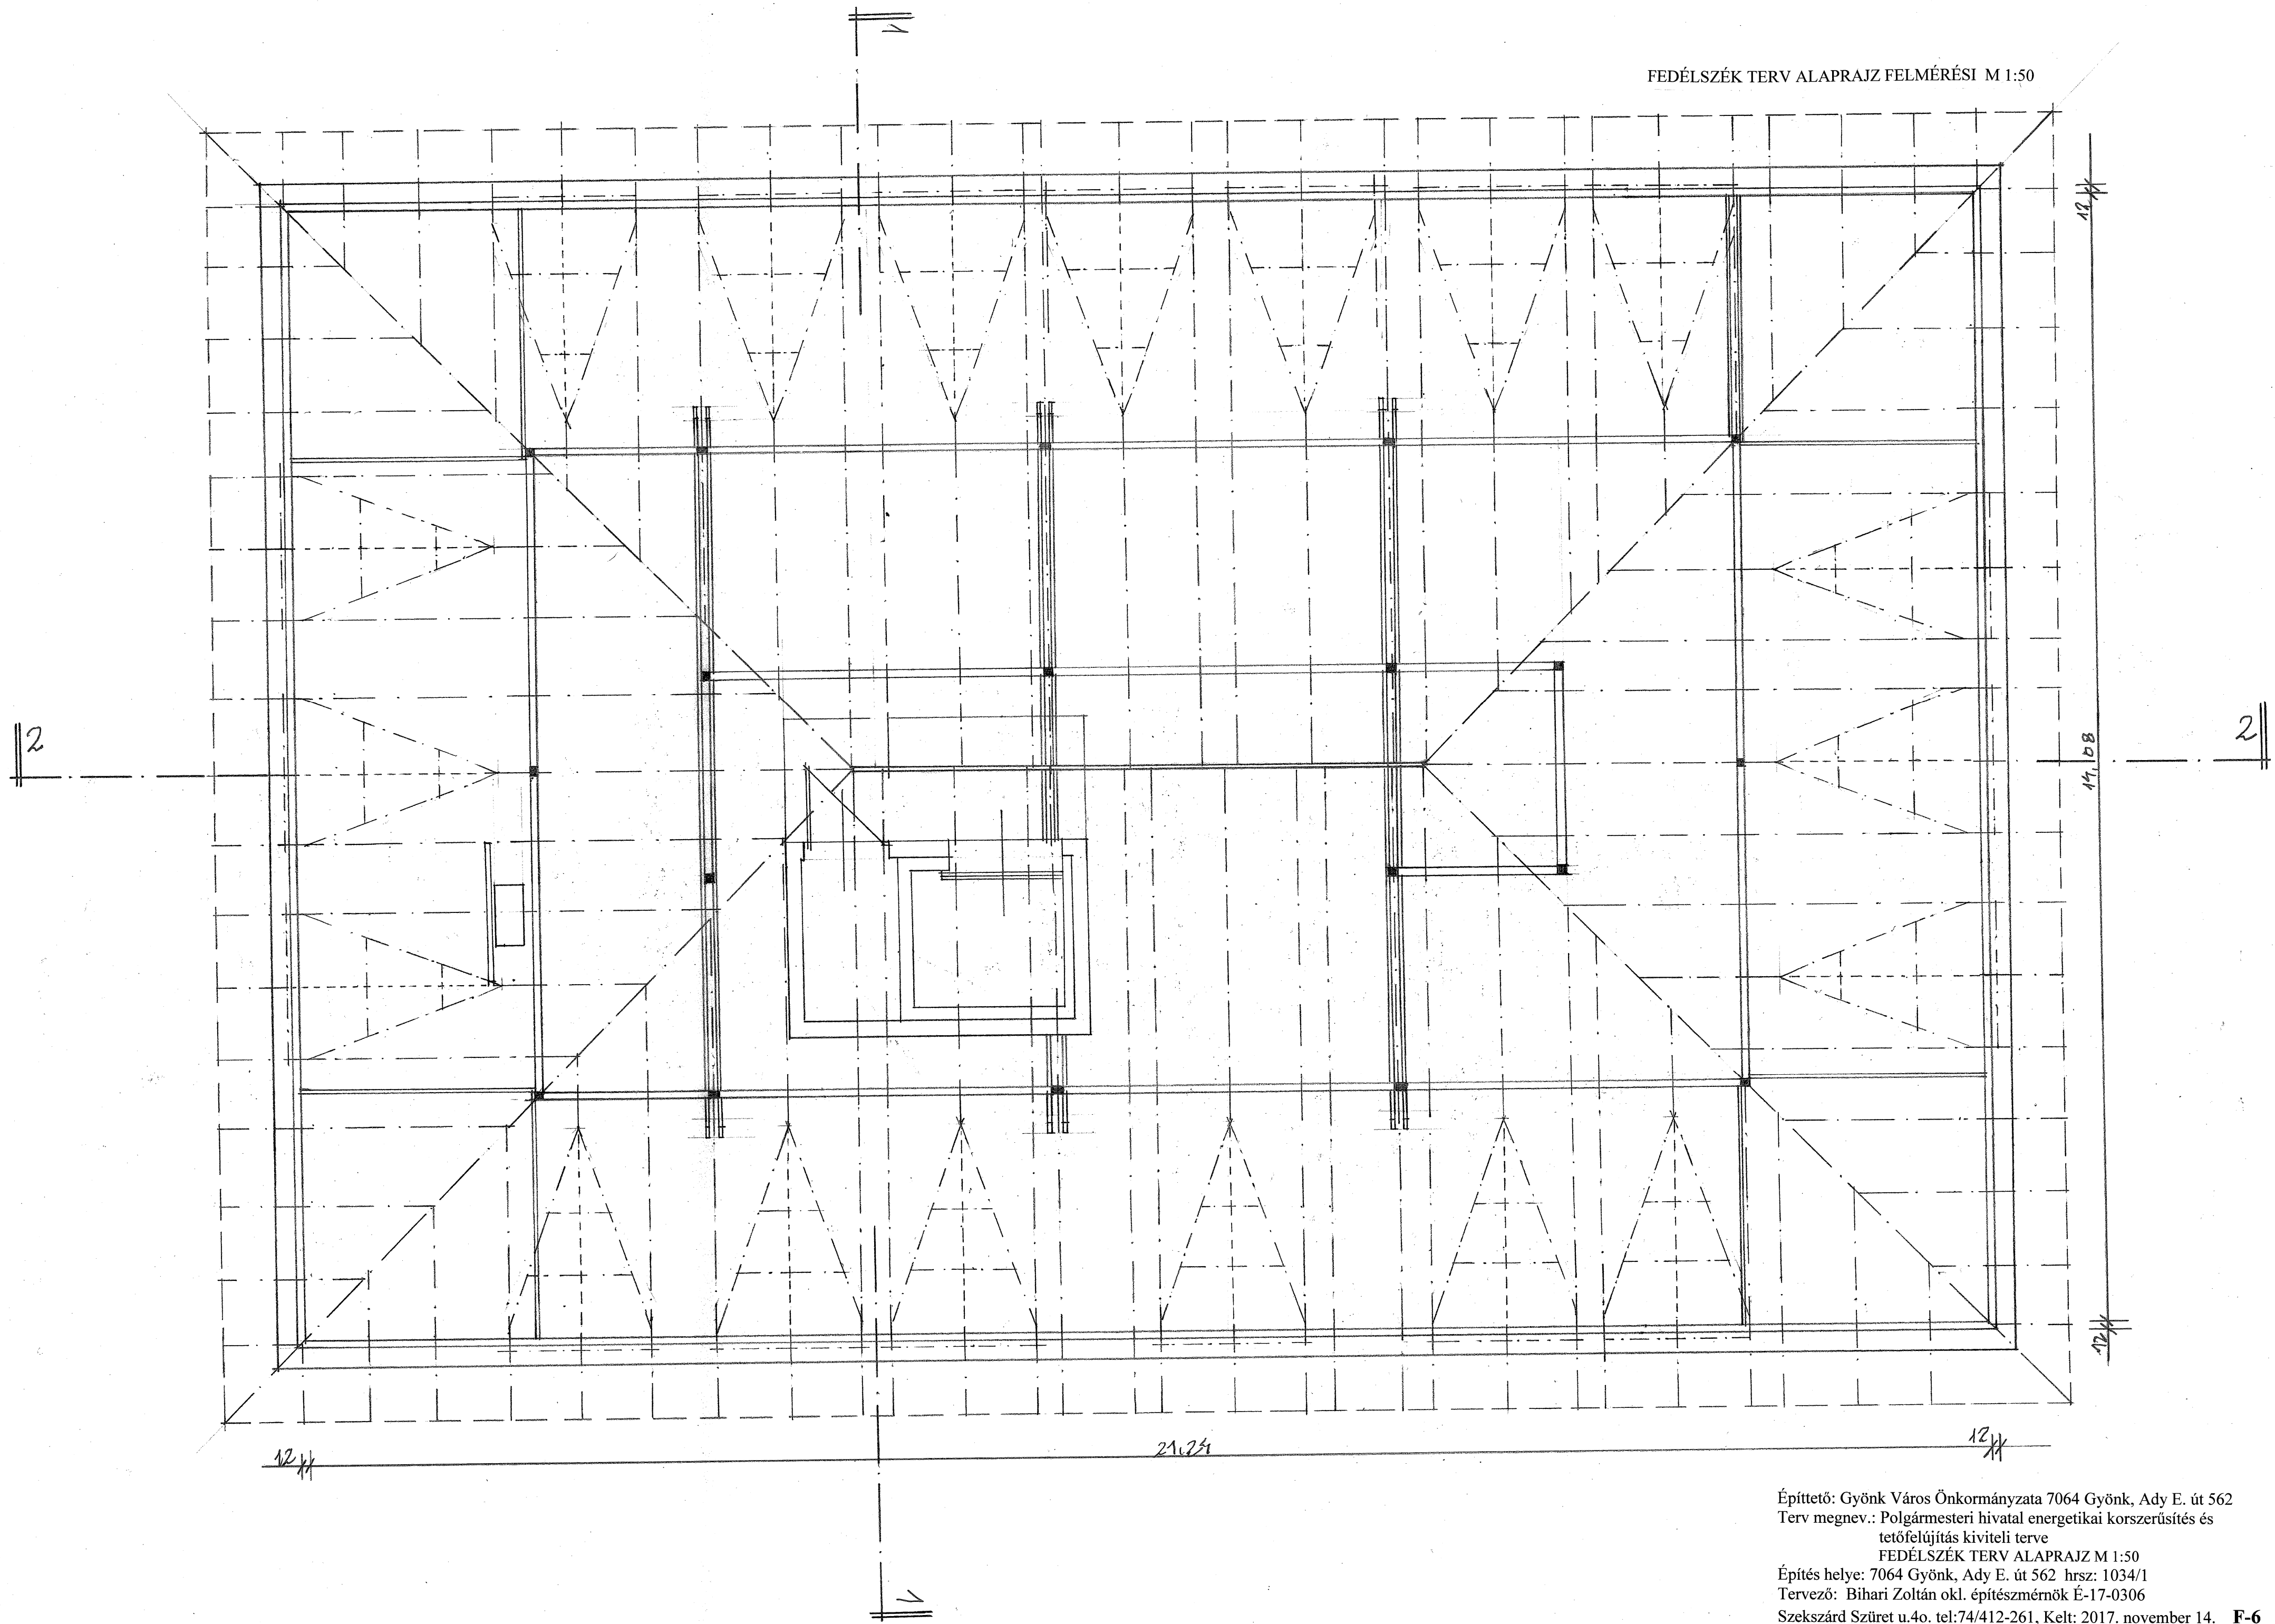 1
FEDÉLSZÉK TERV ALAPRAJZ FELMÉRÉSI M 1:50
12
2
2
14,08
12
12
21,24
12
1
Építtető: Gyönk Város Önkormányzata 7064 Gyönk, Ady E. út 562
Terv megnev.: Polgármesteri hivatal energetikai korszerűsítés és
tetőfelújítás kiviteli terve
FEDÉLSZÉK TERV ALAPRAJZ M 1:50
Építés helye: 7064 Gyönk, Ady E. út 562 hrsz: 1034/1
Tervező: Bihari Zoltán okl. építészmérnök É-17-0306
Szekszárd Szüret u.4o. tel:74/412-261, Kelt: 2017. november 14. F-6